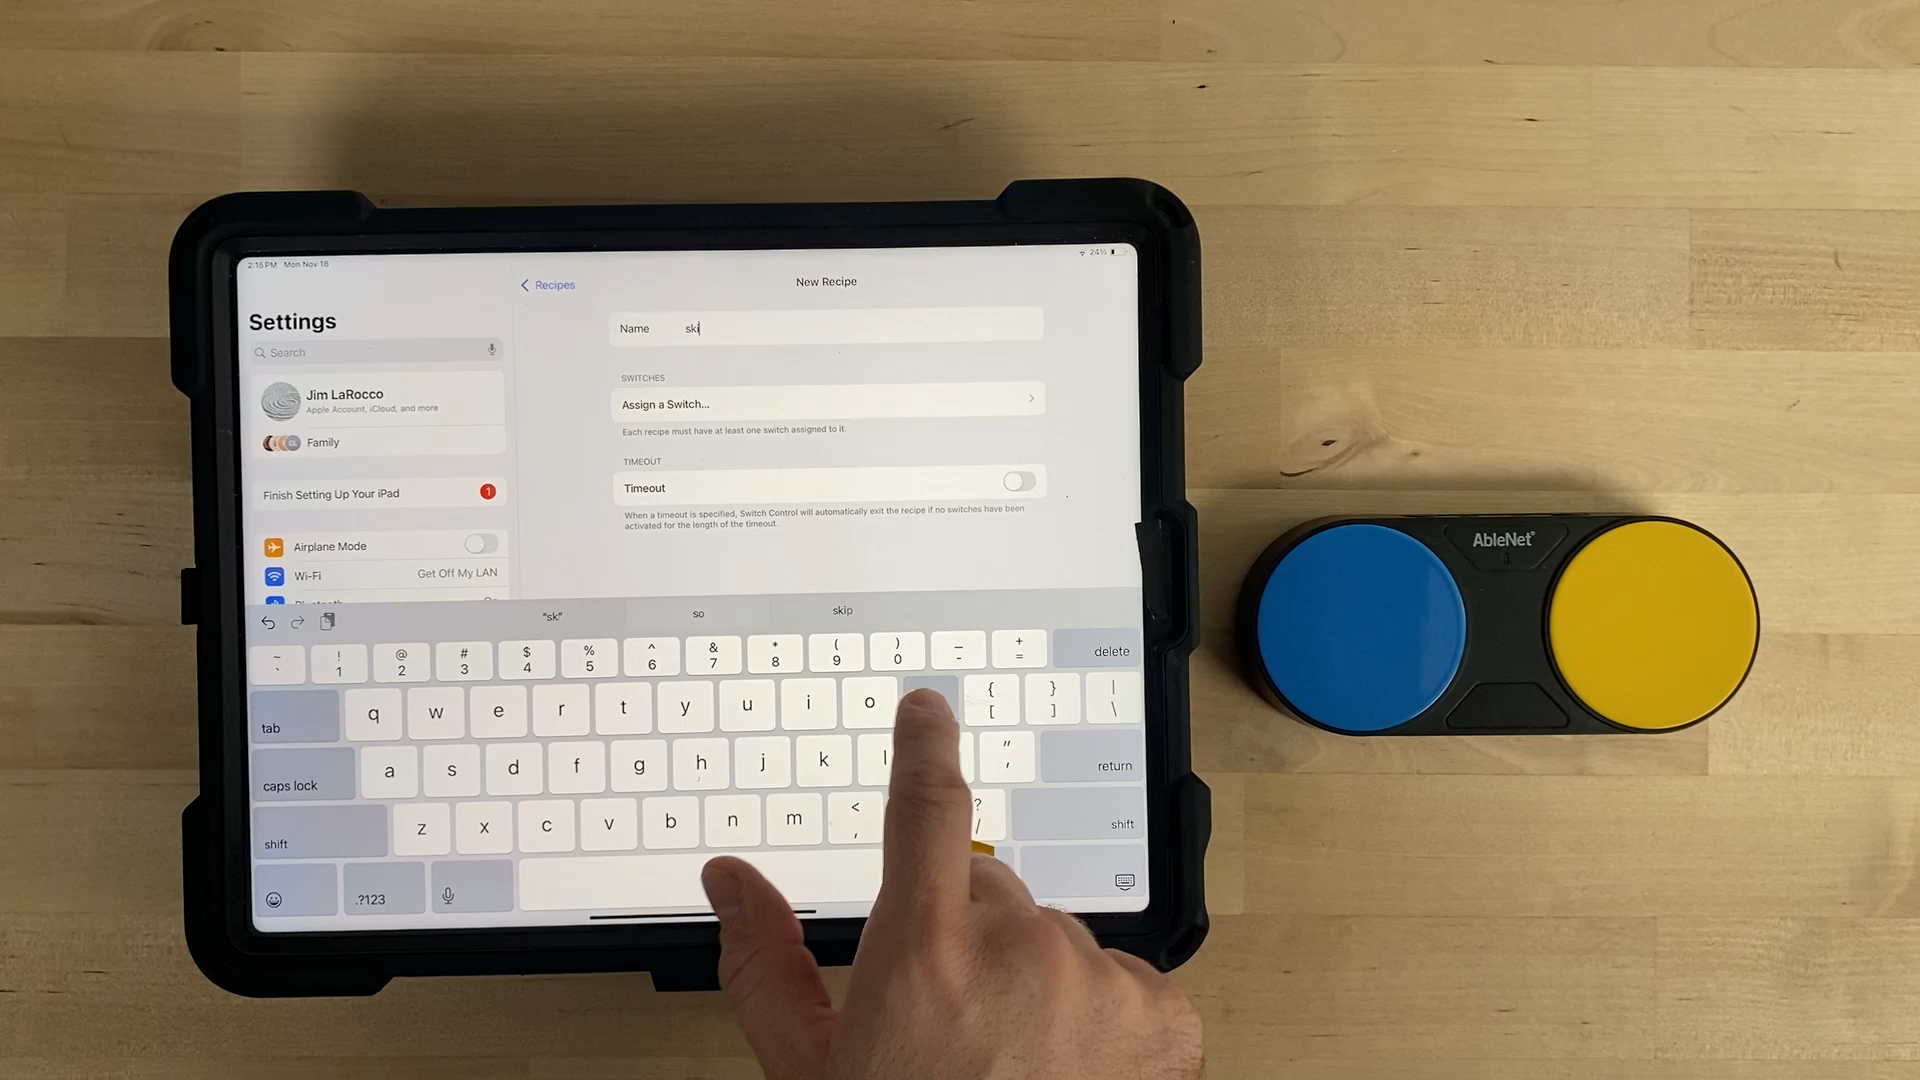 2:15 PM Mon Nov 18
24%
Settings
Search
Jim LaRocco
Apple Account, iCloud, and more
Family
Finish Setting Up Your iPad
1
Airplane Mode
Wi-Fi
Get Off My LAN
Recipes
New Recipe
Name ski
SWITCHES
Assign a Switch...
Each recipe must have at least one switch assigned to it.
TIMEOUT
Timeout
When a timeout is specified, Switch Control will automatically exit the recipe if no switches have been
activated for the length of the timeout.
"sk" so skip
~ ! @ # $ % ^ & * ( ) _ +
` 1 2 3 4 5 6 7 8 9 0 - = delete
tab q w e r t y u i o { [ } ] | \
caps lock a s d f g h j k l " ' return
shift z x c v b n m < , ? / shift
.?123
AbleNet®